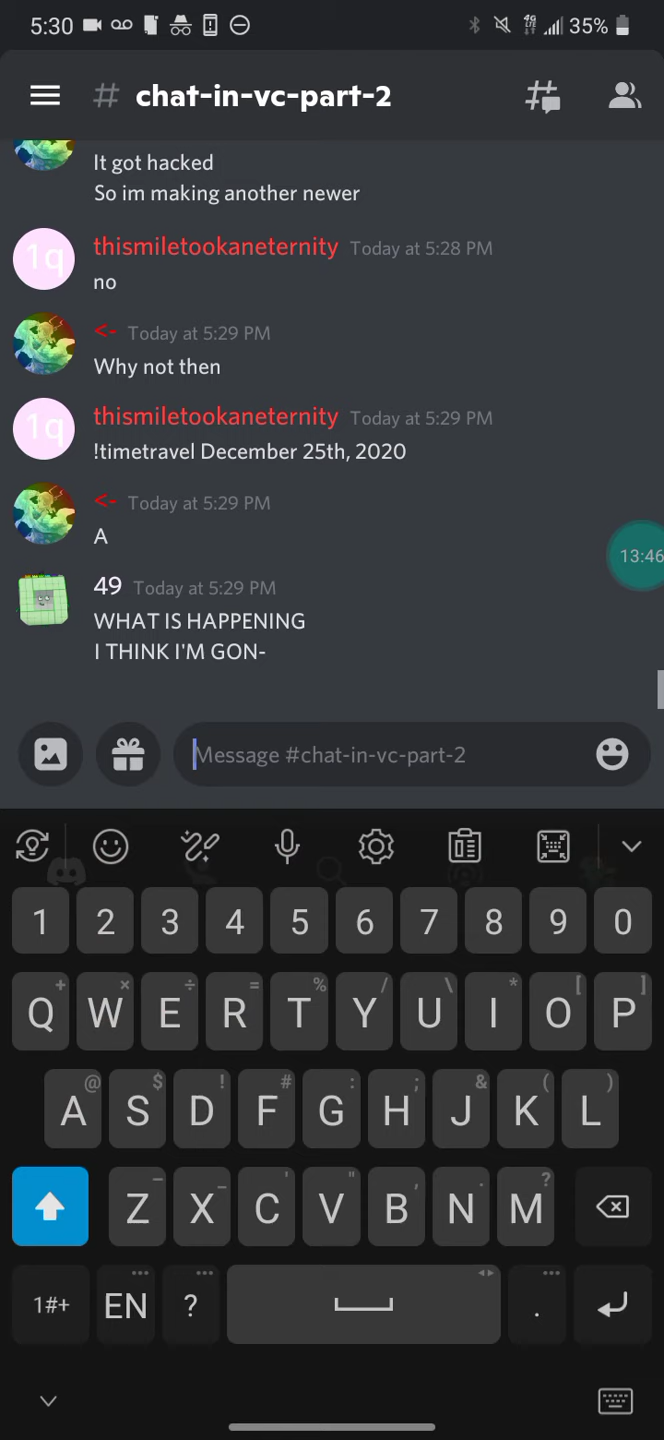 5:30
4G
LTE
35%
# chat-in-vc-part-2
It got hacked
So im making another newer
1q
thismiletookaneternity Today at 5:28 PM
no
<- Today at 5:29 PM
Why not then
1q
thismiletookaneternity Today at 5:29 PM
!timetravel December 25th, 2020
<- Today at 5:29 PM
A
13:46
49 Today at 5:29 PM
WHAT IS HAPPENING
I THINK I'M GON-
Message #chat-in-vc-part-2
1 2 3 4 5 6 7 8 9 0
+ × ÷ = % / \ * [ ]
Q W E R T Y U I O P
@ $ ! # : ; & ( )
A S D F G H J K L
- _ ' " , . ?
Z X C V B N M
1#+ EN ? .